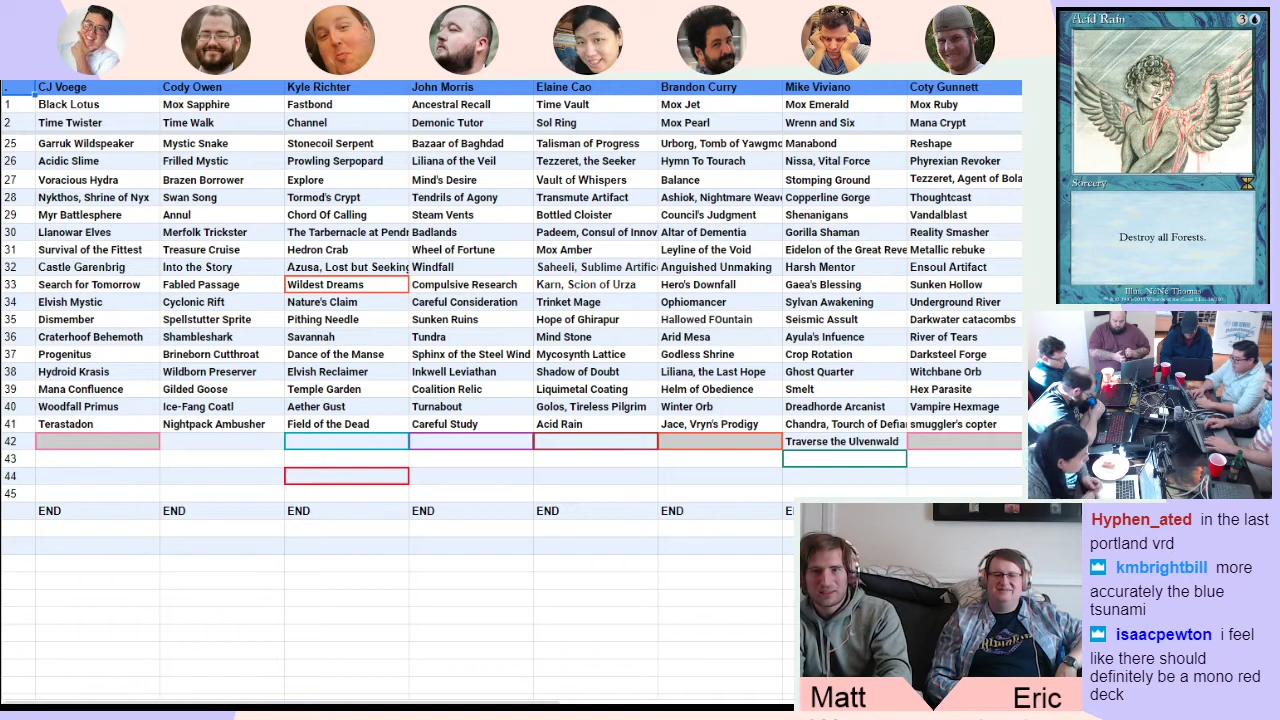 . CJ Voege Cody Owen Kyle Richter John Morris Elaine Cao Brandon Curry Mike Viviano Coty Gunnett
1 Black Lotus Mox Sapphire Fastbond Ancestral Recall Time Vault Mox Jet Mox Emerald Mox Ruby
2 Time Twister Time Walk Channel Demonic Tutor Sol Ring Mox Pearl Wrenn and Six Mana Crypt
25 Garruk Wildspeaker Mystic Snake Stonecoil Serpent Bazaar of Baghdad Talisman of Progress Urborg, Tomb of Yawgmo Manabond Reshape
26 Acidic Slime Frilled Mystic Prowling Serpopard Liliana of the Veil Tezzeret, the Seeker Hymn To Tourach Nissa, Vital Force Phyrexian Revoker
27 Voracious Hydra Brazen Borrower Explore Mind's Desire Vault of Whispers Balance Stomping Ground Tezzeret, Agent of Bola
28 Nykthos, Shrine of Nyx Swan Song Tormod's Crypt Tendrils of Agony Transmute Artifact Ashiok, Nightmare Weav Copperline Gorge Thoughtcast
29 Myr Battlesphere Annul Chord Of Calling Steam Vents Bottled Cloister Council's Judgment Shenanigans Vandalblast
30 Llanowar Elves Merfolk Trickster The Tarbernacle at Pendr Badlands Padeem, Consul of Innov Altar of Dementia Gorilla Shaman Reality Smasher
31 Survival of the Fittest Treasure Cruise Hedron Crab Wheel of Fortune Mox Amber Leyline of the Void Eidelon of the Great Reve Metallic rebuke
32 Castle Garenbrig Into the Story Azusa, Lost but Seeking Windfall Saheeli, Sublime Artific Anguished Unmaking Harsh Mentor Ensoul Artifact
33 Search for Tomorrow Fabled Passage Wildest Dreams Compulsive Research Karn, Scion of Urza Hero's Downfall Gaea's Blessing Sunken Hollow
34 Elvish Mystic Cyclonic Rift Nature's Claim Careful Consideration Trinket Mage Ophiomancer Sylvan Awakening Underground River
35 Dismember Spellstutter Sprite Pithing Needle Sunken Ruins Hope of Ghirapur Hallowed FOuntain Seismic Assult Darkwater catacombs
36 Craterhoof Behemoth Shambleshark Savannah Tundra Mind Stone Arid Mesa Ayula's Infuence River of Tears
37 Progenitus Brineborn Cutthroat Dance of the Manse Sphinx of the Steel Wind Mycosynth Lattice Godless Shrine Crop Rotation Darksteel Forge
38 Hydroid Krasis Wildborn Preserver Elvish Reclaimer Inkwell Leviathan Shadow of Doubt Liliana, the Last Hope Ghost Quarter Witchbane Orb
39 Mana Confluence Gilded Goose Temple Garden Coalition Relic Liquimetal Coating Helm of Obedience Smelt Hex Parasite
40 Woodfall Primus Ice-Fang Coatl Aether Gust Turnabout Golos, Tireless Pilgrim Winter Orb Dreadhorde Arcanist Vampire Hexmage
41 Terastadon Nightpack Ambusher Field of the Dead Careful Study Acid Rain Jace, Vryn's Prodigy Chandra, Tourch of Defia smuggler's copter
42 Traverse the Ulvenwald
43
44
45
END END END END END END E
Acid Rain 3
Sorcery
Destroy all Forests.
Illus. NéNé Thomas
Hyphen_ated in the last
portland vrd
kmbrightbill more
accurately the blue
tsunami
isaacpewton i feel
like there should
definitely be a mono red
deck
Matt Eric